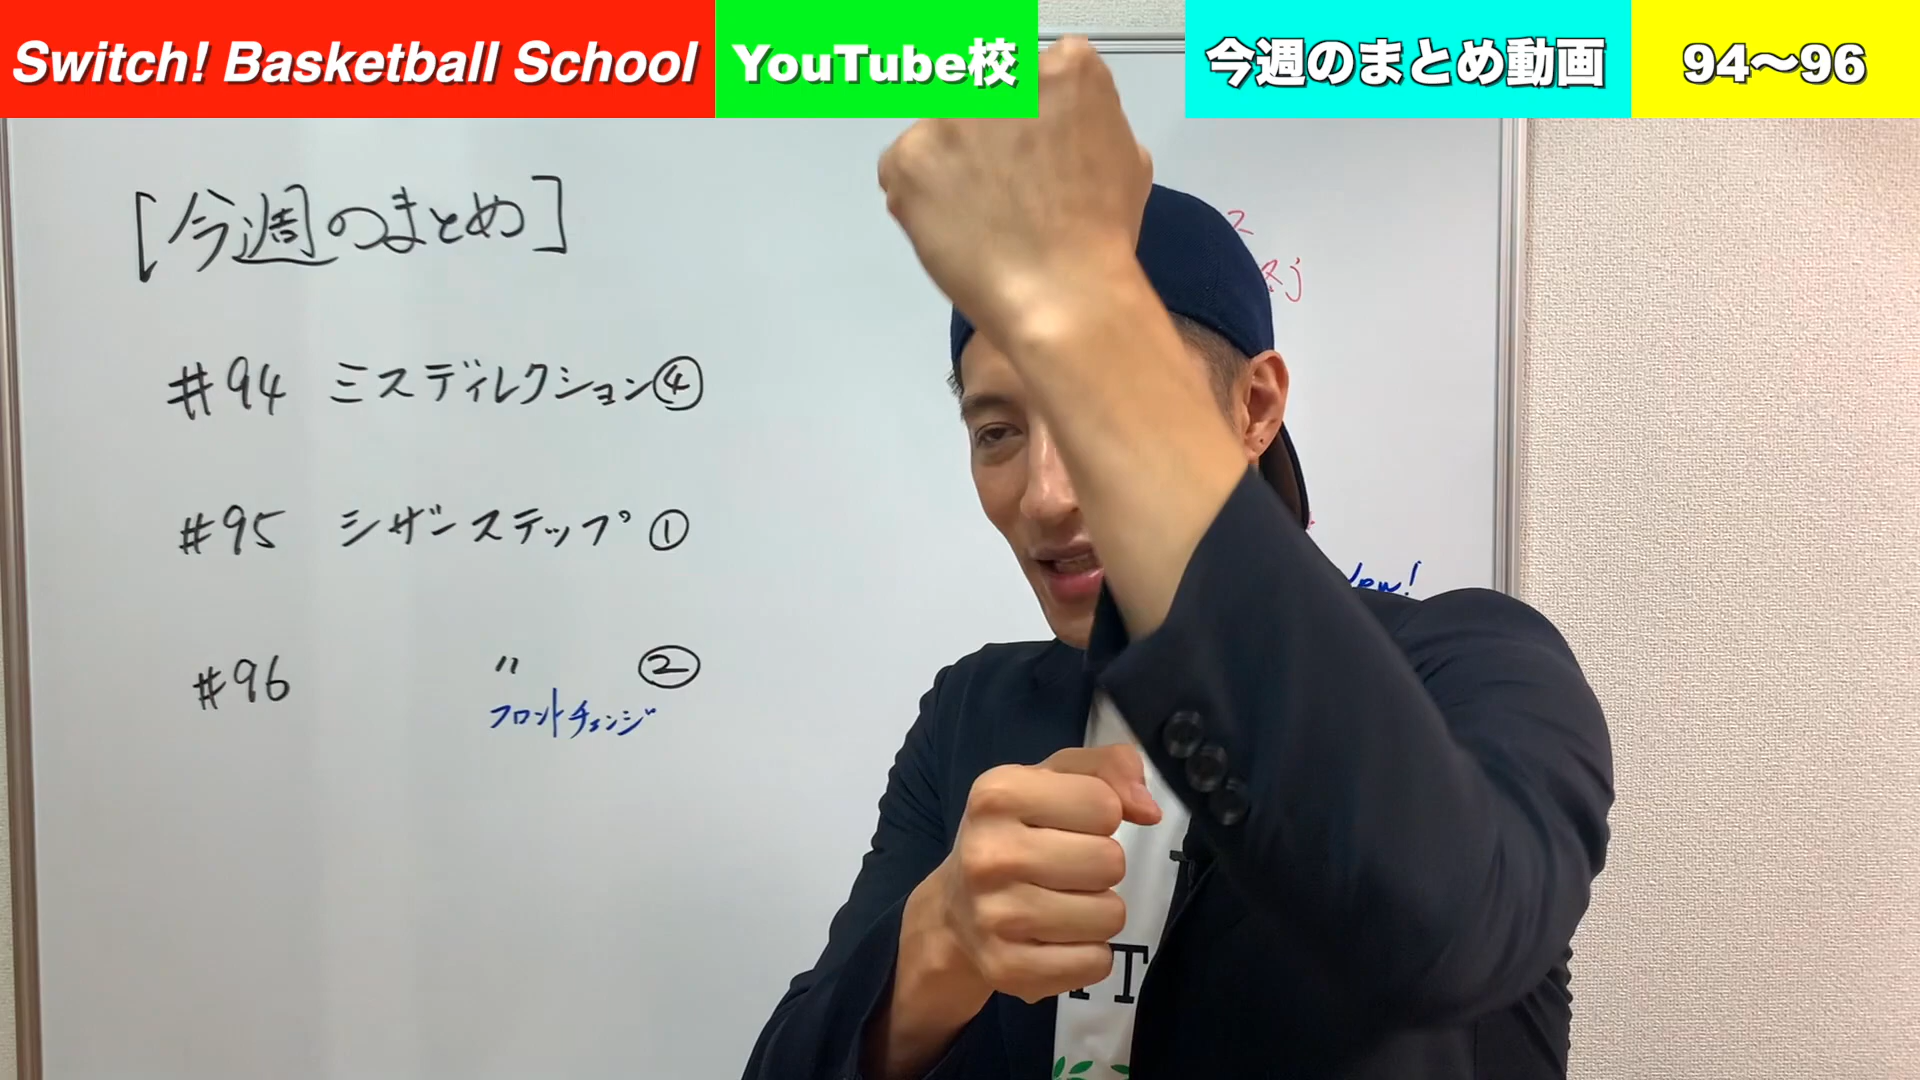 Switch! Basketball School
YouTube校
今週のまとめ動画
94〜96
[今週のまとめ]
#94 ミスディレクション④
#95 シザーステップ①
#96 〃 ②
フロントチェンジ